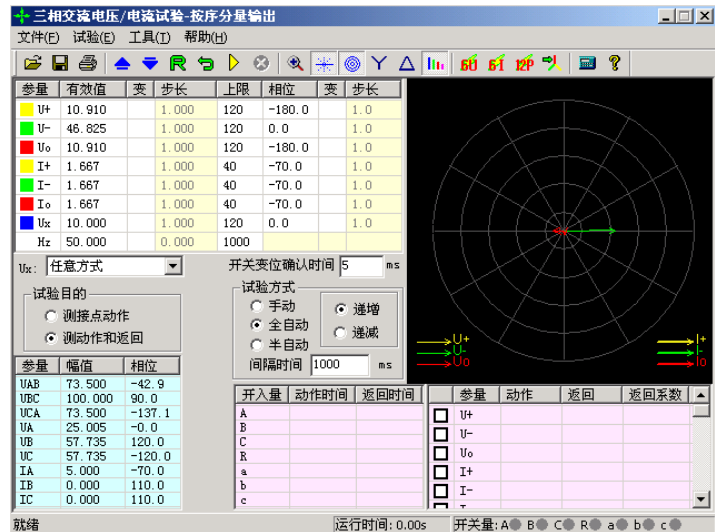 三相交流电压/电流试验-按序分量输出
文件(F) 试验(E) 工具(T) 帮助(H)
6U 6I 12P
参量 有效值 变 步长 上限 相位 变 步长
U+ 10.910 1.000 120 -180.0 1.0
U- 46.825 1.000 120 0.0 1.0
Uo 10.910 1.000 120 -180.0 1.0
I+ 1.667 1.000 40 -70.0 1.0
I- 1.667 1.000 40 -70.0 1.0
Io 1.667 1.000 40 -70.0 1.0
Ux 10.000 1.000 120 0.0 1.0
Hz 50.000 0.000 1000
Ux: 任意方式 开关变位确认时间 5 ms
试验目的
测接点动作
测动作和返回
试验方式
手动
全自动
半自动
递增
递减
间隔时间 1000 ms
U+ I+
U- I-
Uo Io
参量 幅值 相位
UAB 73.500 -42.9
UBC 100.000 90.0
UCA 73.500 -137.1
UA 25.005 -0.0
UB 57.735 120.0
UC 57.735 -120.0
IA 5.000 -70.0
IB 0.000 110.0
IC 0.000 110.0
开入量 动作时间 返回时间
A
B
C
R
a
b
c
参量 动作 返回 返回系数
U+
U-
Uo
I+
I-
就绪 运行时间: 0.00s 开关量: A B C R a b c